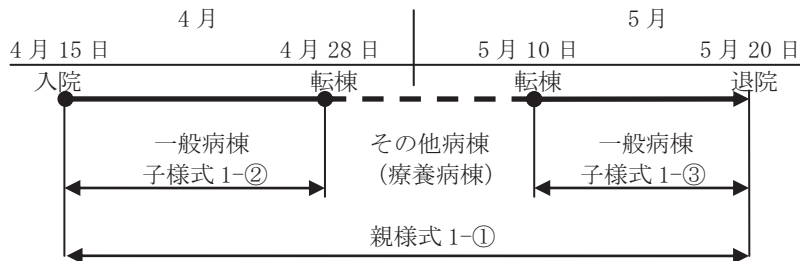 4月 5月
4月15日 4月28日 5月10日 5月20日
入院 転棟 転棟 退院
一般病棟 その他病棟 一般病棟
子様式 1-② (療養病棟) 子様式 1-③
親様式 1-①